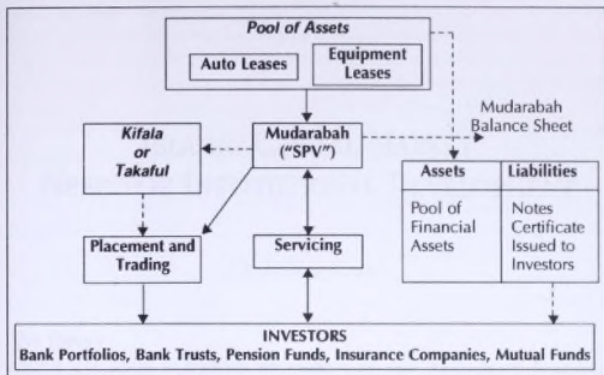 Pool of Assets
Auto Leases
Equipment
Leases
Kifala
or
Takaful
Mudarabah
("SPV")
Mudarabah
Balance Sheet
Assets
Liabilities
Pool of
Financial
Assets
Notes
Certificate
Issued to
Investors
Placement and
Trading
Servicing
INVESTORS
Bank Portfolios, Bank Trusts, Pension Funds, Insurance Companies, Mutual Funds